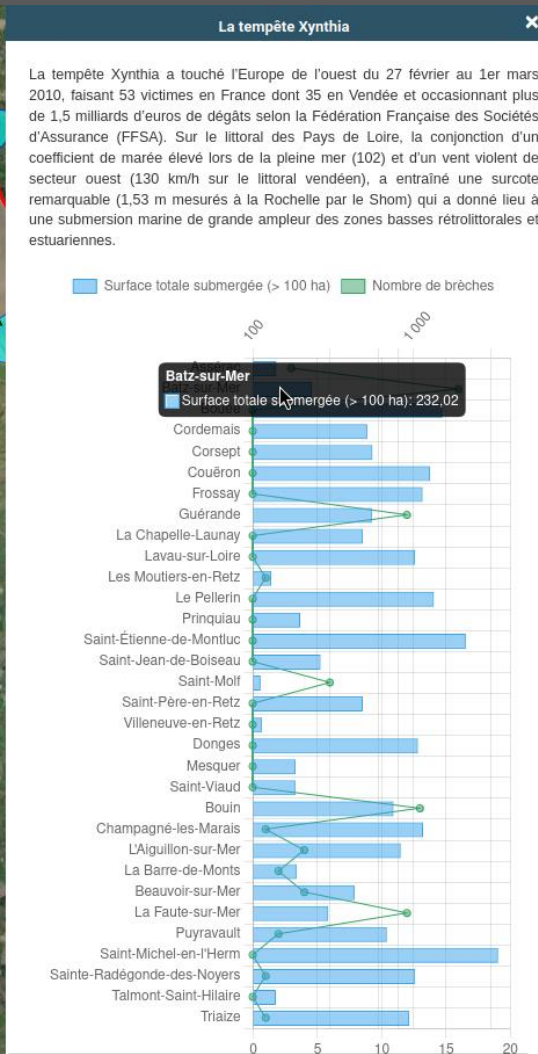 La tempête Xynthia
×
La tempête Xynthia a touché l'Europe de l'ouest du 27 février au 1er mars
2010, faisant 53 victimes en France dont 35 en Vendée et occasionnant plus
de 1,5 milliards d'euros de dégâts selon la Fédération Française des Sociétés
d'Assurance (FFSA). Sur le littoral des Pays de Loire, la conjonction d'un
coefficient de marée élevé lors de la pleine mer (102) et d'un vent violent de
secteur ouest (130 km/h sur le littoral vendéen), a entraîné une surcote
remarquable (1,53 m mesurés à la Rochelle par le Shom) qui a donné lieu à
une submersion marine de grande ampleur des zones basses rétrolittorales et
estuariennes.
Surface totale submergée (> 100 ha) Nombre de brèches
100 1 000
Batz-sur-Mer
Surface totale submergée (> 100 ha): 232,02
Cordemais
Corsept
Couëron
Frossay
Guérande
La Chapelle-Launay
Lavau-sur-Loire
Les Moutiers-en-Retz
Le Pellerin
Prinquiau
Saint-Étienne-de-Montluc
Saint-Jean-de-Boiseau
Saint-Molf
Saint-Père-en-Retz
Villeneuve-en-Retz
Donges
Mesquer
Saint-Viaud
Bouin
Champagné-les-Marais
L'Aiguillon-sur-Mer
La Barre-de-Monts
Beauvoir-sur-Mer
La Faute-sur-Mer
Puyravault
Saint-Michel-en-l'Herm
Sainte-Radégonde-des-Noyers
Talmont-Saint-Hilaire
Triaize
0 5 10 15 20